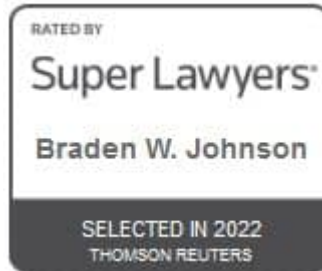 RATED BY
Super Lawyers®
Braden W. Johnson
SELECTED IN 2022
THOMSON REUTERS